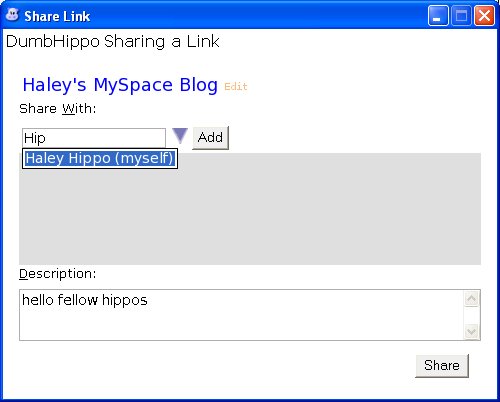 Share Link
DumbHippo Sharing a Link
Haley's MySpace Blog Edit
Share With:
Hip Add
Haley Hippo (myself)
Description:
hello fellow hippos
Share